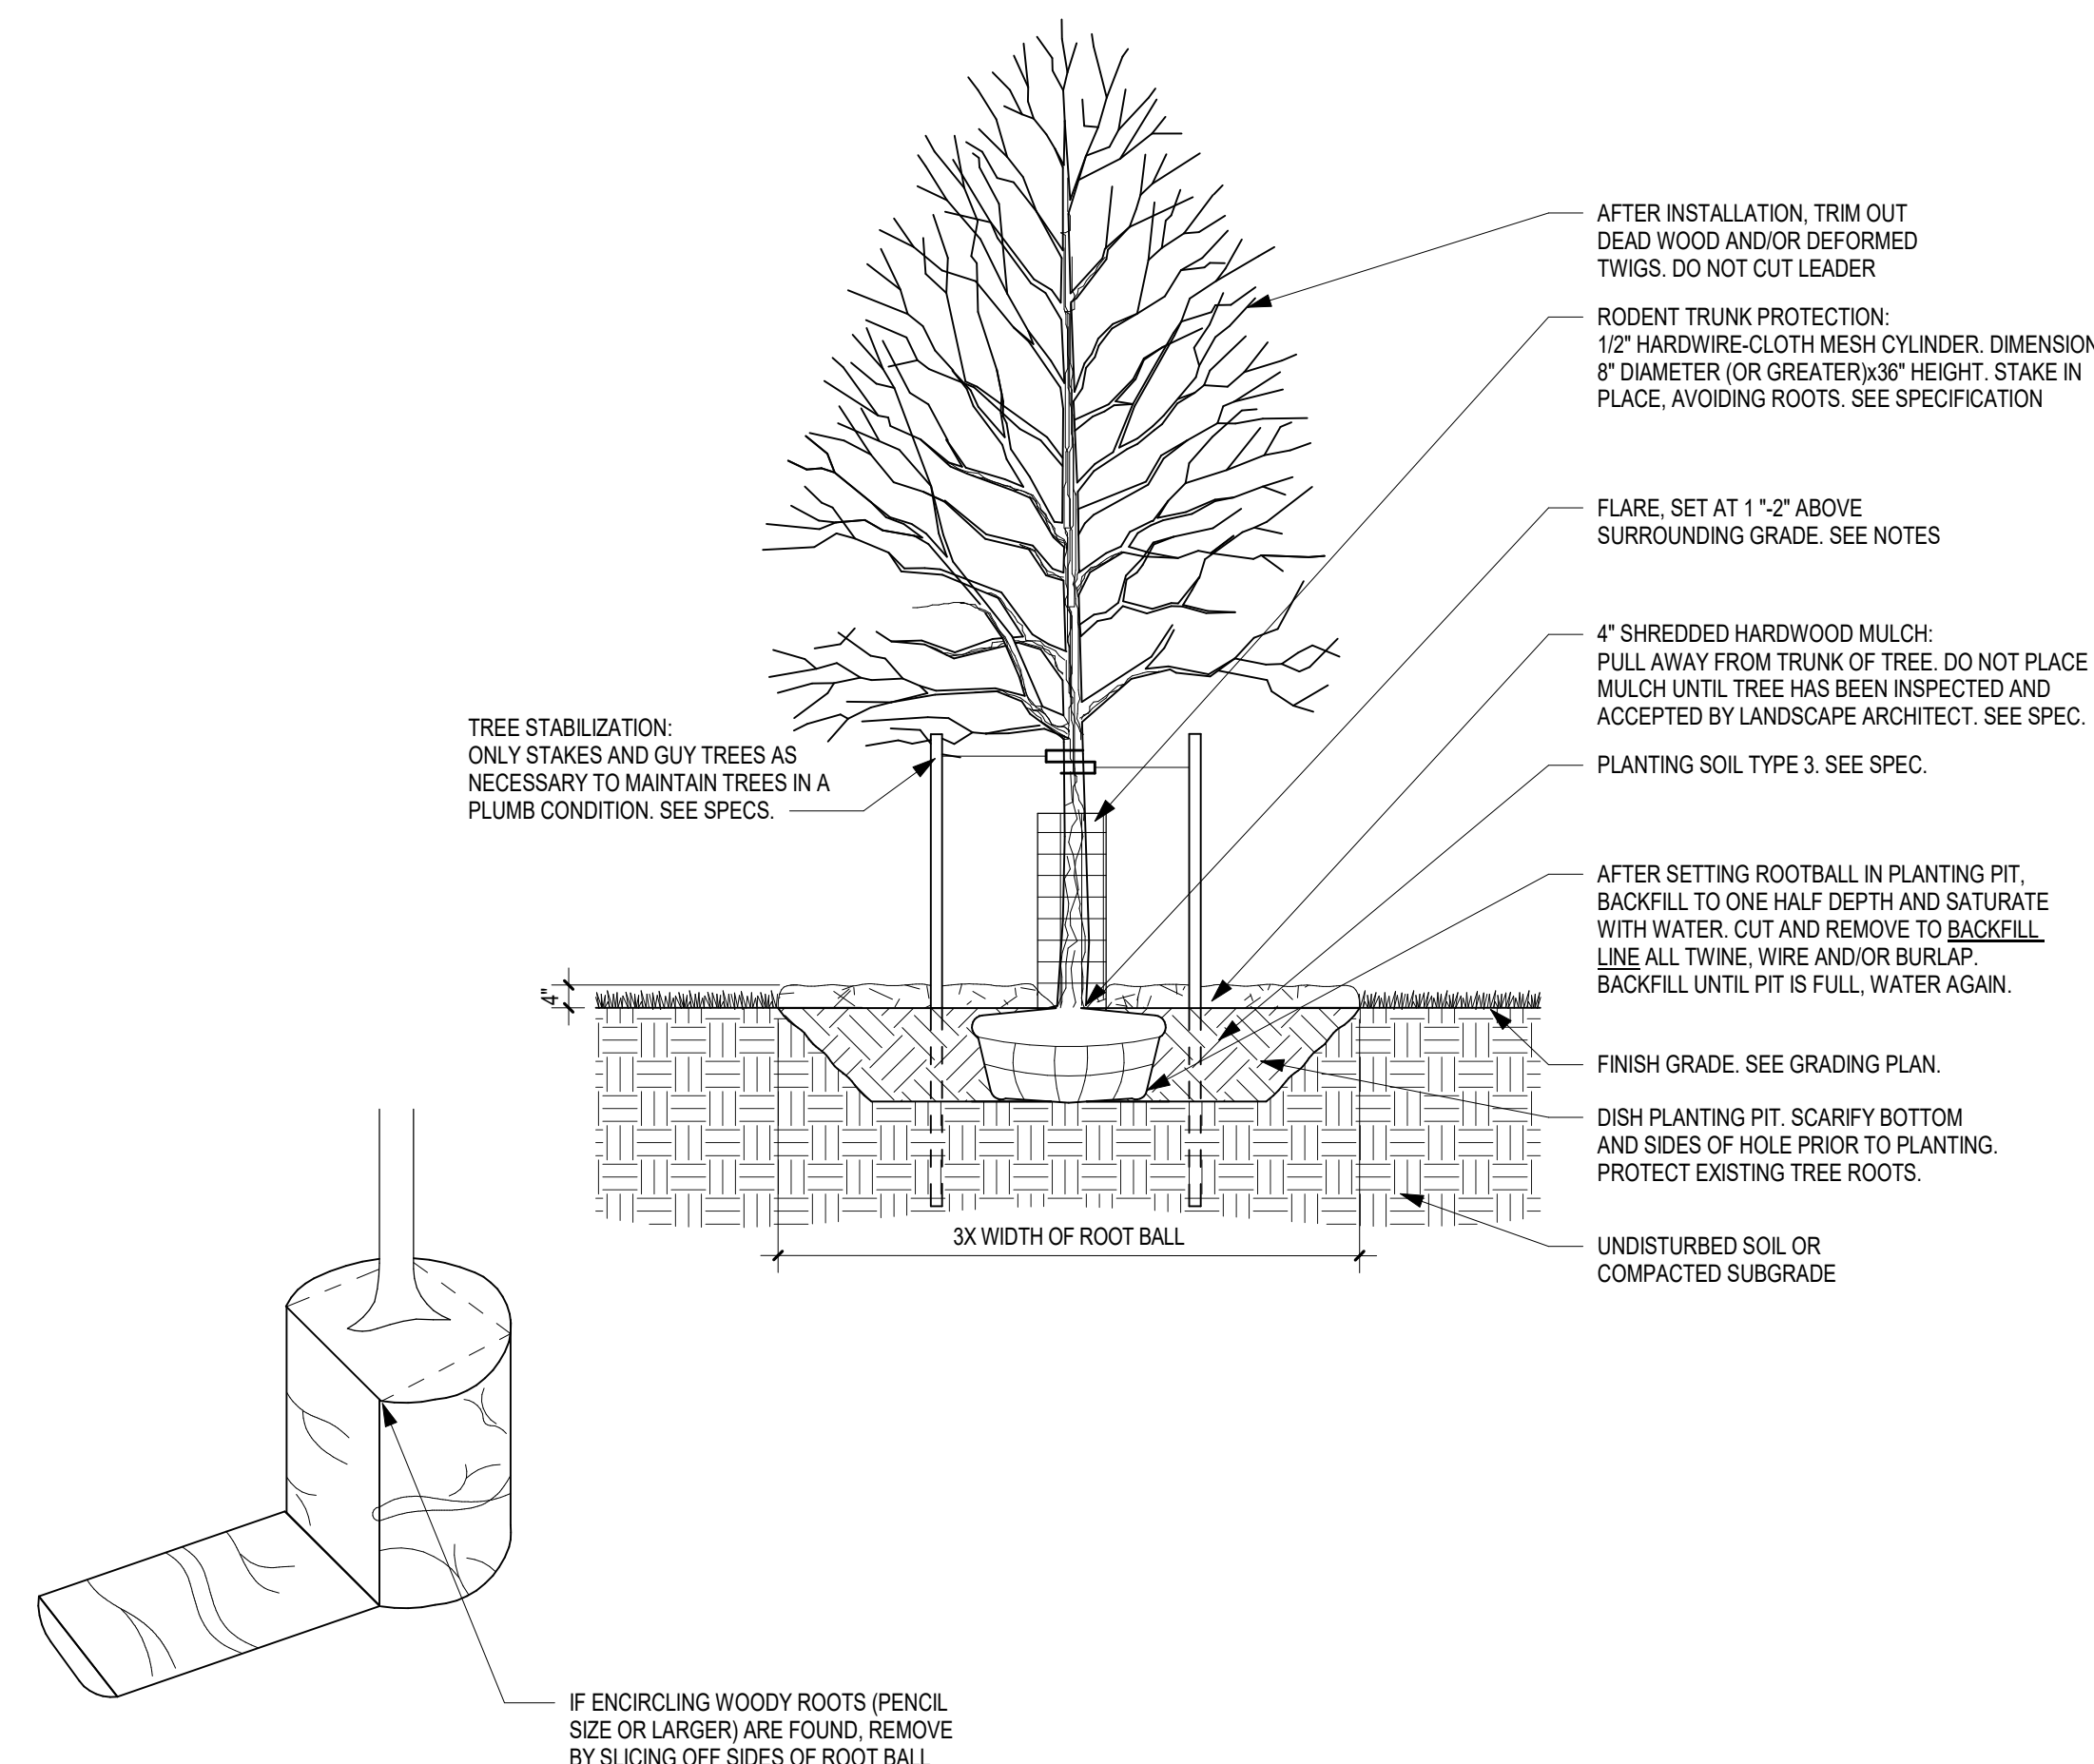 AFTER INSTALLATION, TRIM OUT
DEAD WOOD AND/OR DEFORMED
TWIGS. DO NOT CUT LEADER
RODENT TRUNK PROTECTION:
1/2" HARDWIRE-CLOTH MESH CYLINDER. DIMENSION
8" DIAMETER (OR GREATER)x36" HEIGHT. STAKE IN
PLACE, AVOIDING ROOTS. SEE SPECIFICATION
FLARE, SET AT 1 "-2" ABOVE
SURROUNDING GRADE. SEE NOTES
4" SHREDDED HARDWOOD MULCH:
PULL AWAY FROM TRUNK OF TREE. DO NOT PLACE
MULCH UNTIL TREE HAS BEEN INSPECTED AND
ACCEPTED BY LANDSCAPE ARCHITECT. SEE SPEC.
TREE STABILIZATION:
ONLY STAKES AND GUY TREES AS
NECESSARY TO MAINTAIN TREES IN A
PLUMB CONDITION. SEE SPECS.
PLANTING SOIL TYPE 3. SEE SPEC.
AFTER SETTING ROOTBALL IN PLANTING PIT,
BACKFILL TO ONE HALF DEPTH AND SATURATE
WITH WATER. CUT AND REMOVE TO BACKFILL
LINE ALL TWINE, WIRE AND/OR BURLAP.
BACKFILL UNTIL PIT IS FULL, WATER AGAIN.
4"
FINISH GRADE. SEE GRADING PLAN.
DISH PLANTING PIT. SCARIFY BOTTOM
AND SIDES OF HOLE PRIOR TO PLANTING.
PROTECT EXISTING TREE ROOTS.
3X WIDTH OF ROOT BALL
UNDISTURBED SOIL OR
COMPACTED SUBGRADE
IF ENCIRCLING WOODY ROOTS (PENCIL
SIZE OR LARGER) ARE FOUND, REMOVE
BY SLICING OFF SIDES OF ROOT BALL